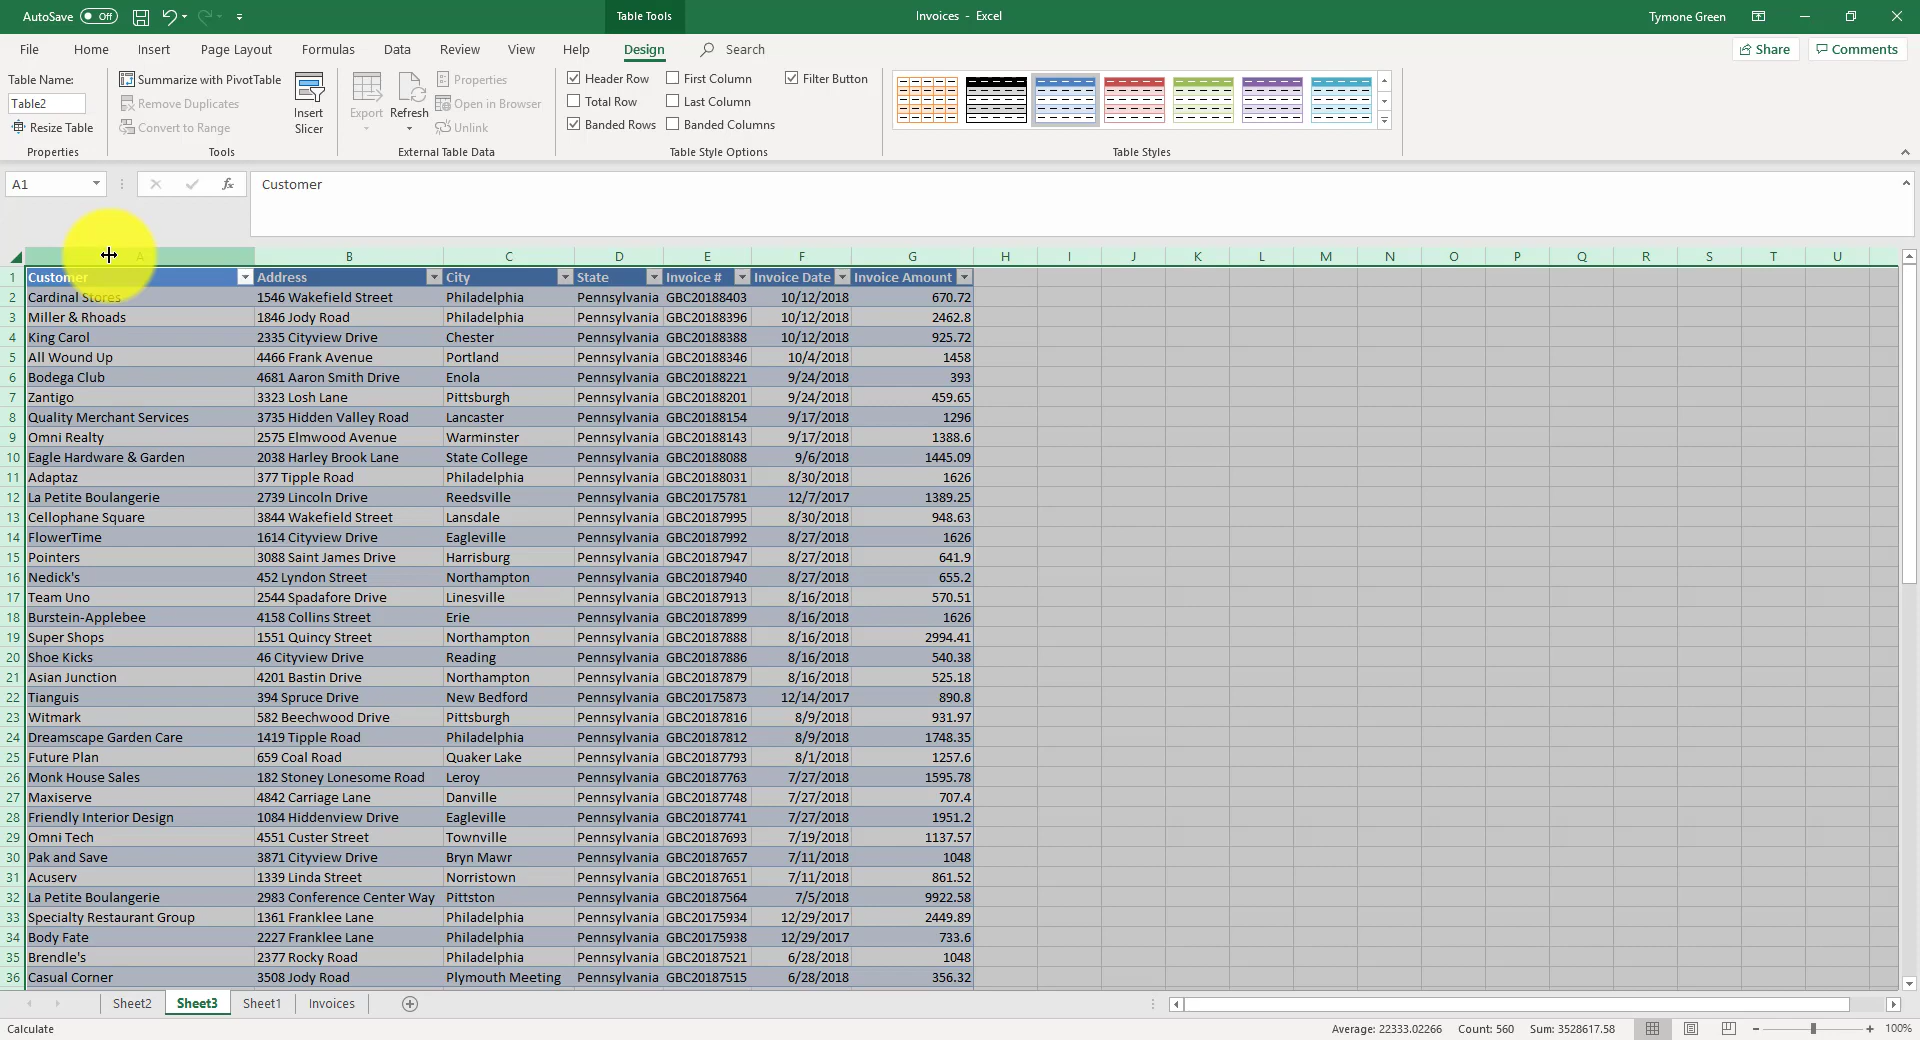 AutoSave Off Table Tools Invoices - Excel Tymone Green
File Home Insert Page Layout Formulas Data Review View Help Design Search Share Comments
Table Name: Summarize with PivotTable Properties Header Row First Column Filter Button
Table2 Remove Duplicates Insert Slicer Export Refresh Open in Browser Total Row Last Column
Resize Table Convert to Range Unlink Banded Rows Banded Columns
Properties Tools External Table Data Table Style Options Table Styles
A1 fx Customer
A B C D E F G H I J K L M N O P Q R S T U
1 Customer Address City State Invoice # Invoice Date Invoice Amount
2 Cardinal Stores 1546 Wakefield Street Philadelphia Pennsylvania GBC20188403 10/12/2018 670.72
3 Miller & Rhoads 1846 Jody Road Philadelphia Pennsylvania GBC20188396 10/12/2018 2462.8
4 King Carol 2335 Cityview Drive Chester Pennsylvania GBC20188388 10/12/2018 925.72
5 All Wound Up 4466 Frank Avenue Portland Pennsylvania GBC20188346 10/4/2018 1458
6 Bodega Club 4681 Aaron Smith Drive Enola Pennsylvania GBC20188221 9/24/2018 393
7 Zantigo 3323 Losh Lane Pittsburgh Pennsylvania GBC20188201 9/24/2018 459.65
8 Quality Merchant Services 3735 Hidden Valley Road Lancaster Pennsylvania GBC20188154 9/17/2018 1296
9 Omni Realty 2575 Elmwood Avenue Warminster Pennsylvania GBC20188143 9/17/2018 1388.6
10 Eagle Hardware & Garden 2038 Harley Brook Lane State College Pennsylvania GBC20188088 9/6/2018 1445.09
11 Adaptaz 377 Tipple Road Philadelphia Pennsylvania GBC20188031 8/30/2018 1626
12 La Petite Boulangerie 2739 Lincoln Drive Reedsville Pennsylvania GBC20175781 12/7/2017 1389.25
13 Cellophane Square 3844 Wakefield Street Lansdale Pennsylvania GBC20187995 8/30/2018 948.63
14 FlowerTime 1614 Cityview Drive Eagleville Pennsylvania GBC20187992 8/27/2018 1626
15 Pointers 3088 Saint James Drive Harrisburg Pennsylvania GBC20187947 8/27/2018 641.9
16 Nedick's 452 Lyndon Street Northampton Pennsylvania GBC20187940 8/27/2018 655.2
17 Team Uno 2544 Spadafore Drive Linesville Pennsylvania GBC20187913 8/16/2018 570.51
18 Burstein-Applebee 4158 Collins Street Erie Pennsylvania GBC20187899 8/16/2018 1626
19 Super Shops 1551 Quincy Street Northampton Pennsylvania GBC20187888 8/16/2018 2994.41
20 Shoe Kicks 46 Cityview Drive Reading Pennsylvania GBC20187886 8/16/2018 540.38
21 Asian Junction 4201 Bastin Drive Northampton Pennsylvania GBC20187879 8/16/2018 525.18
22 Tianguis 394 Spruce Drive New Bedford Pennsylvania GBC20175873 12/14/2017 890.8
23 Witmark 582 Beechwood Drive Pittsburgh Pennsylvania GBC20187816 8/9/2018 931.97
24 Dreamscape Garden Care 1419 Tipple Road Philadelphia Pennsylvania GBC20187812 8/9/2018 1748.35
25 Future Plan 659 Coal Road Quaker Lake Pennsylvania GBC20187793 8/1/2018 1257.6
26 Monk House Sales 182 Stoney Lonesome Road Leroy Pennsylvania GBC20187763 7/27/2018 1595.78
27 Maxiserve 4842 Carriage Lane Danville Pennsylvania GBC20187748 7/27/2018 707.4
28 Friendly Interior Design 1084 Hiddenview Drive Eagleville Pennsylvania GBC20187741 7/27/2018 1951.2
29 Omni Tech 4551 Custer Street Townville Pennsylvania GBC20187693 7/19/2018 1137.57
30 Pak and Save 3871 Cityview Drive Bryn Mawr Pennsylvania GBC20187657 7/11/2018 1048
31 Acuserv 1339 Linda Street Norristown Pennsylvania GBC20187651 7/11/2018 861.52
32 La Petite Boulangerie 2983 Conference Center Way Pittston Pennsylvania GBC20187564 7/5/2018 9922.58
33 Specialty Restaurant Group 1361 Franklee Lane Philadelphia Pennsylvania GBC20175934 12/29/2017 2449.89
34 Body Fate 2227 Franklee Lane Philadelphia Pennsylvania GBC20175938 12/29/2017 733.6
35 Brendle's 2377 Rocky Road Philadelphia Pennsylvania GBC20187521 6/28/2018 1048
36 Casual Corner 3508 Jody Road Plymouth Meeting Pennsylvania GBC20187515 6/28/2018 356.32
Sheet2 Sheet3 Sheet1 Invoices
Calculate Average: 22333.02266 Count: 560 Sum: 3528617.58 100%